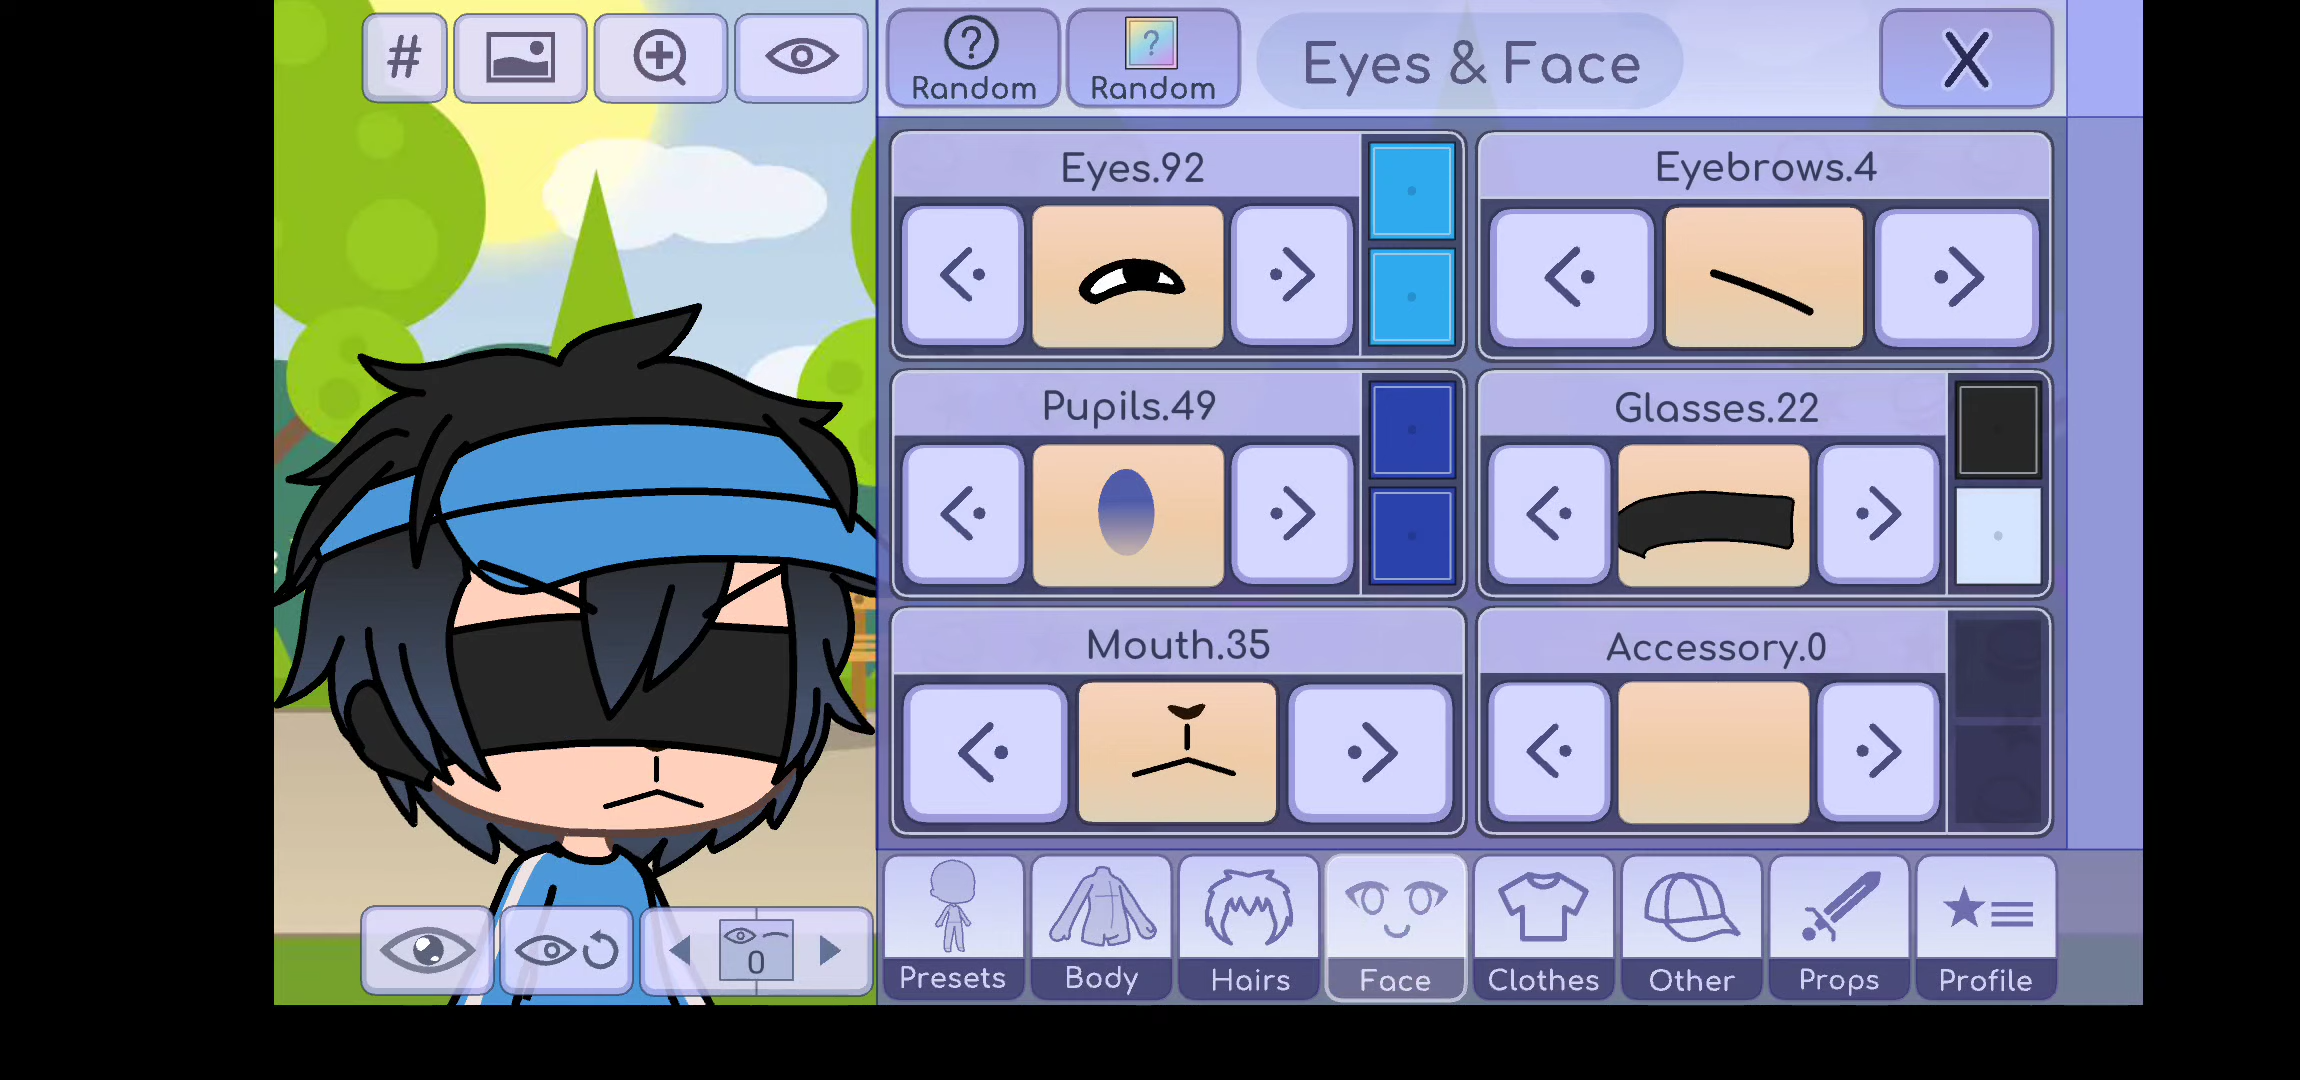 #
?
Random
?
Random
Eyes & Face
X
Eyes.92
Eyebrows.4
Pupils.49
Glasses.22
Mouth.35
Accessory.0
0
Presets
Body
Hairs
Face
Clothes
Other
Props
Profile